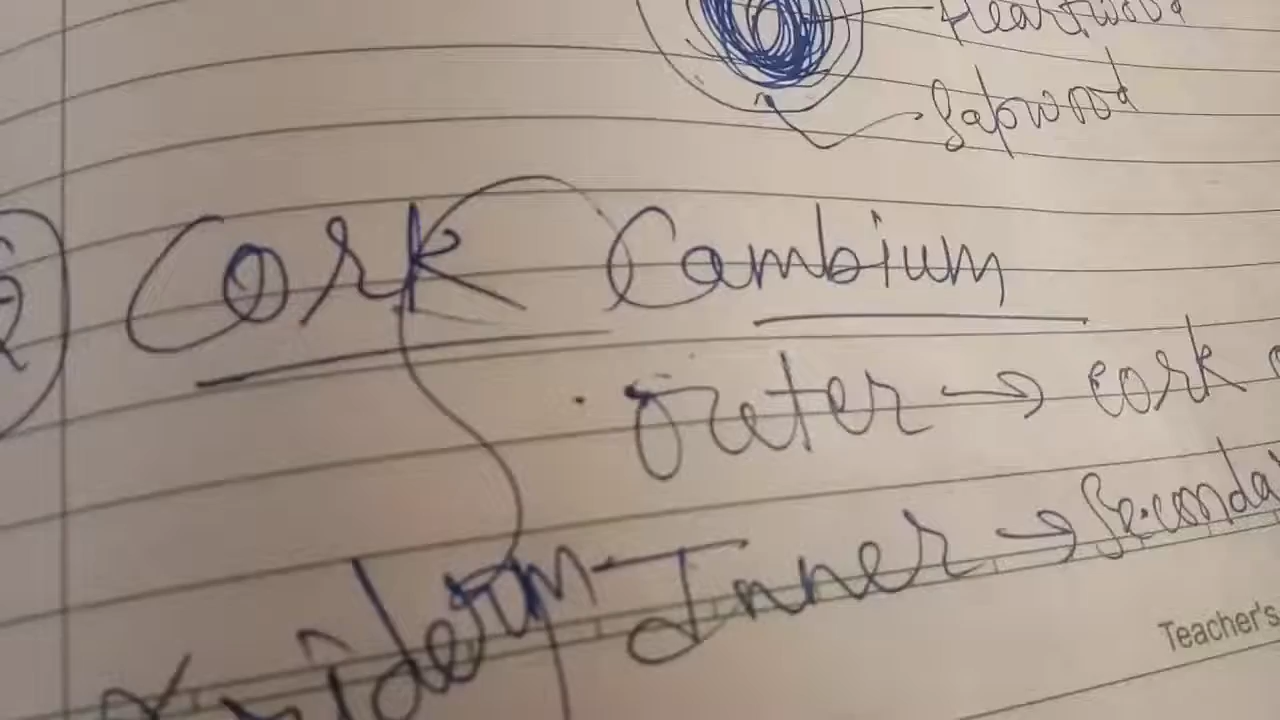 Heartwood
Sapwood
Cork Cambium
Outer → cork
Inner → Seconda
Teacher's